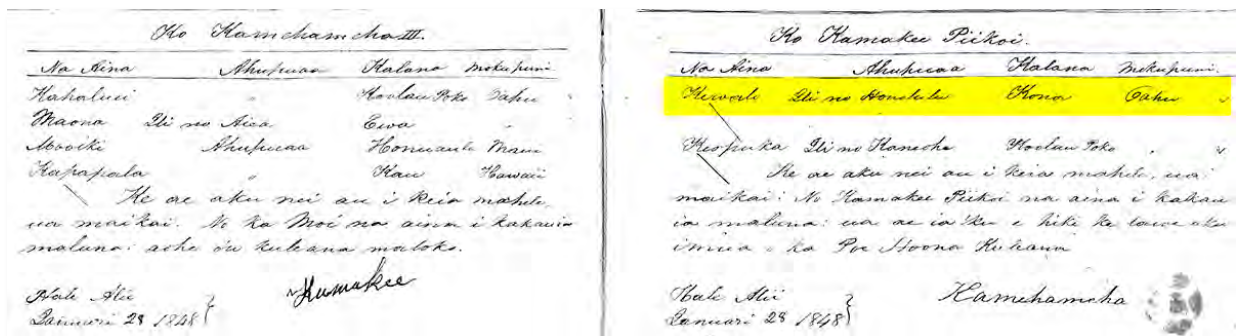 Ko Kamehameha III.
Na Aina Ahupuaa Kalana Mokupuni
Kahaluu " Koolau Poko Oahu
Maona Ili no Aiea Ewa "
Mooiki Ahupuaa Honuaula Maui
Kapapala " Kau Hawaii
Ke ae aku nei au i keia mahele,
ua maikai. No ka Moi na aina i kakauia
maluna: aohe o'u kuleana maloko.
Kamakee
Hale Alii
Ianuari 28 1848
Ko Kamakee Piikoi.
Na Aina Ahupuaa Kalana Mokupuni.
Kewalo Ili no Honolulu Kona Oahu "
Keopuka Ili no Kaneohe Koolau Poko " "
Ke ae aku nei au i keia mahele, ua
maikai: No Kamakee Piikoi na aina i kakau
ia maluna: ua ae ia'ku e hiki ke lawe aku
imua o ka Poe Hoona Kuleana
Kamehameha
Hale Alii
Ianuari 28 1848